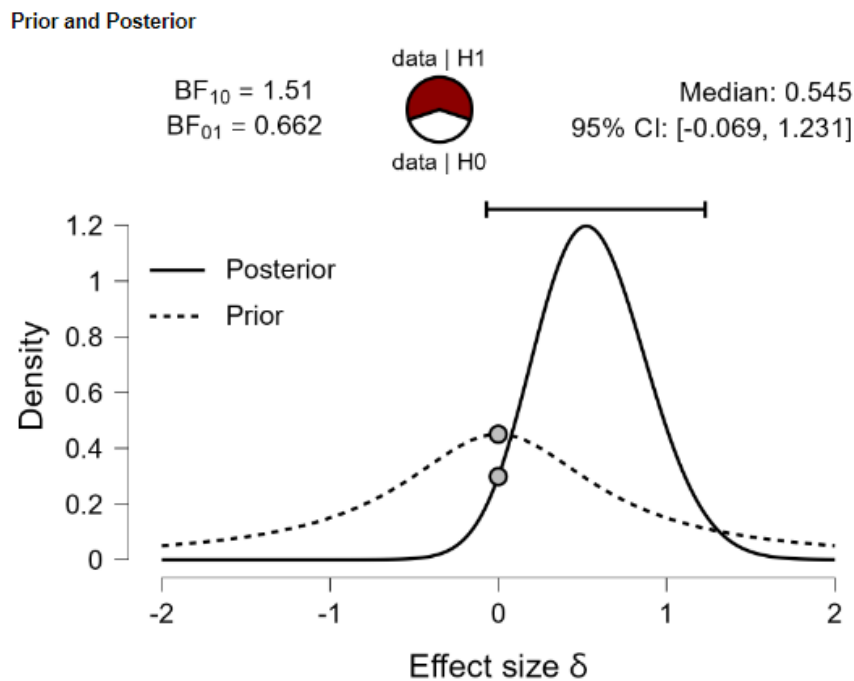 Prior and Posterior
data | H1
BF₁₀ = 1.51
BF₀₁ = 0.662
Median: 0.545
95% CI: [-0.069, 1.231]
data | H0
1.2
1
0.8
0.6
0.4
0.2
0
Density
Posterior
Prior
-2
-1
0
1
2
Effect size δ